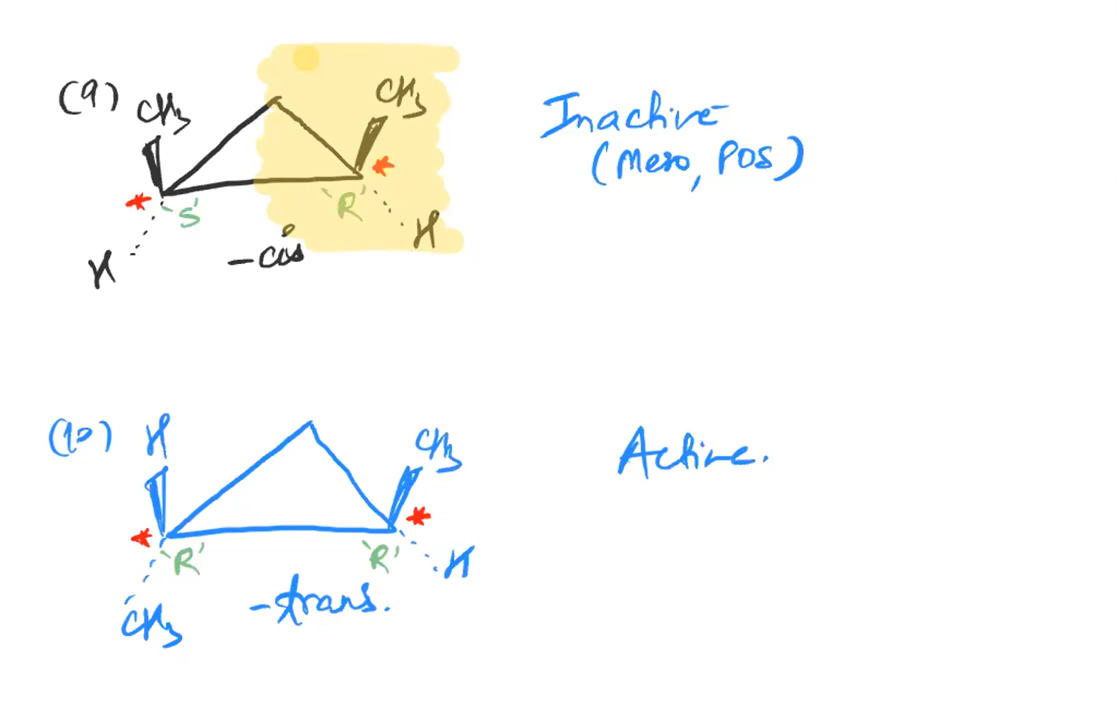 (9) CH3 CH3
Inactive
(Meso, POS)
'S' 'R'
H H
-cis
(10) H CH3
Active.
'R' 'R'
H
CH3
-trans.